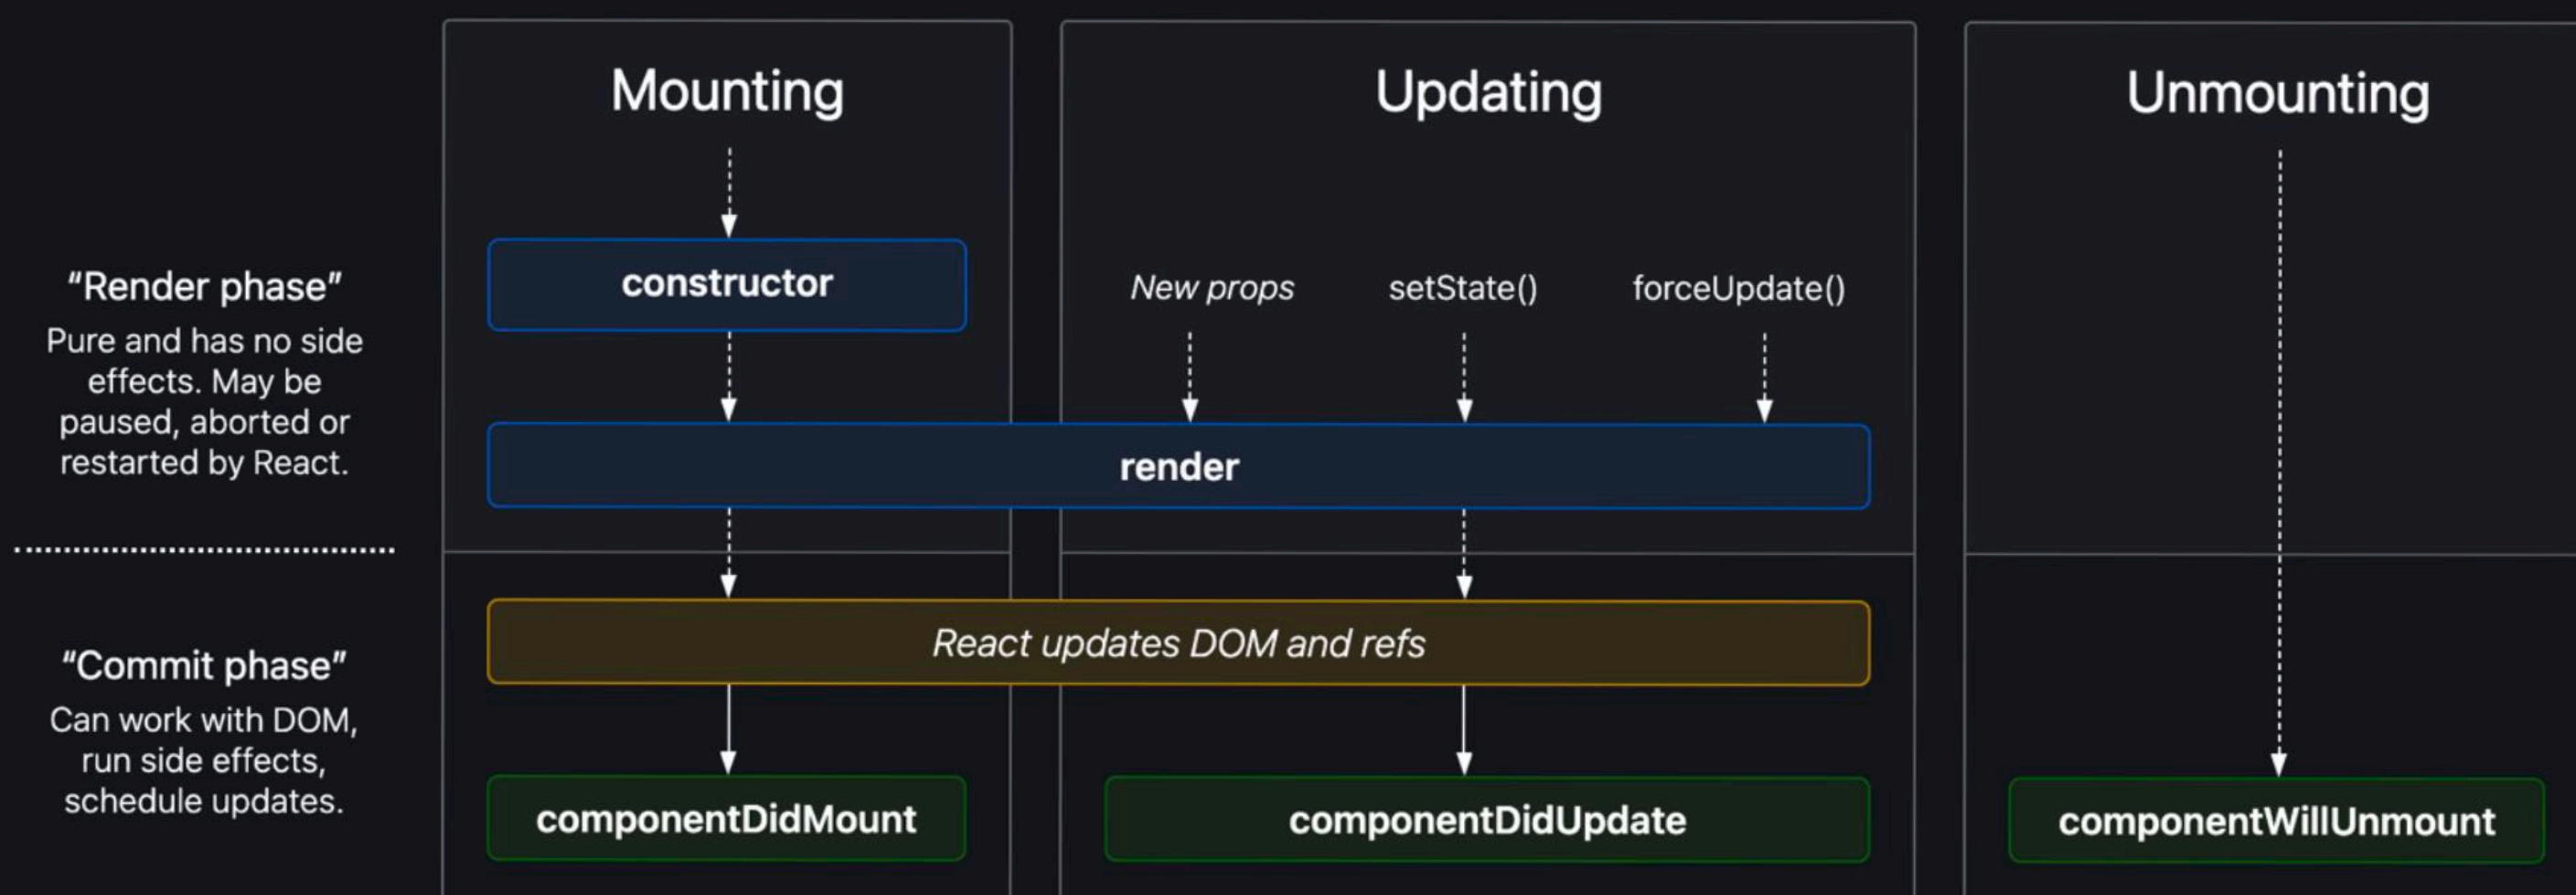 Mounting
Updating
Unmounting
“Render phase”
Pure and has no side
effects. May be
paused, aborted or
restarted by React.
constructor
New props
setState()
forceUpdate()
render
“Commit phase”
Can work with DOM,
run side effects,
schedule updates.
React updates DOM and refs
componentDidMount
componentDidUpdate
componentWillUnmount